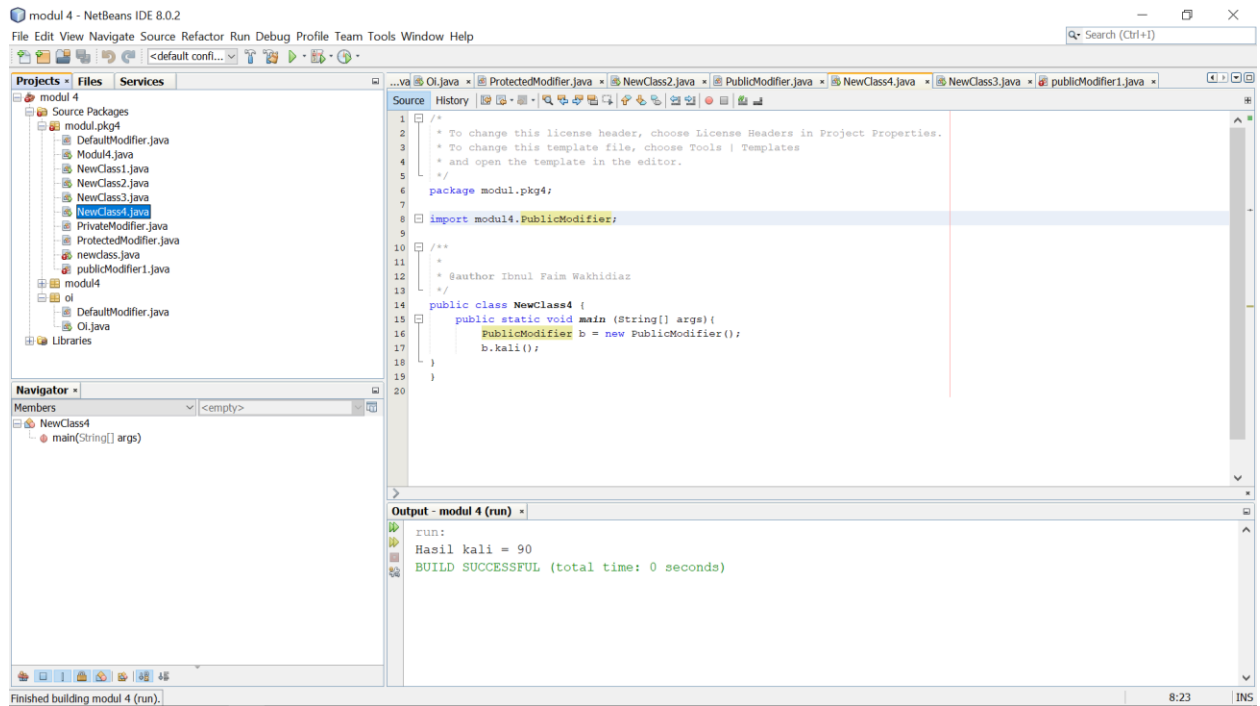 modul 4 - NetBeans IDE 8.0.2
File Edit View Navigate Source Refactor Run Debug Profile Team Tools Window Help
Search (Ctrl+I)
<default confi...
Projects × Files Services
modul 4
Source Packages
modul.pkg4
DefaultModifier.java
Modul4.java
NewClass1.java
NewClass2.java
NewClass3.java
NewClass4.java
PrivateModifier.java
ProtectedModifier.java
newclass.java
publicModifier1.java
modul4
oi
DefaultModifier.java
Oi.java
Libraries
Navigator ×
Members
<empty>
NewClass4
main(String[] args)
...va Oi.java × ProtectedModifier.java × NewClass2.java × PublicModifier.java × NewClass4.java × NewClass3.java × publicModifier1.java ×
Source History
1 /*
2 * To change this license header, choose License Headers in Project Properties.
3 * To change this template file, choose Tools | Templates
4 * and open the template in the editor.
5 */
6 package modul.pkg4;
7
8 import modul4.PublicModifier;
9
10 /**
11 *
12 * @author Ibnul Faim Wakhidiaz
13 */
14 public class NewClass4 {
15 public static void main (String[] args){
16 PublicModifier b = new PublicModifier();
17 b.kali();
18 }
19 }
20
Output - modul 4 (run) ×
run:
Hasil kali = 90
BUILD SUCCESSFUL (total time: 0 seconds)
Finished building modul 4 (run).
8:23
INS